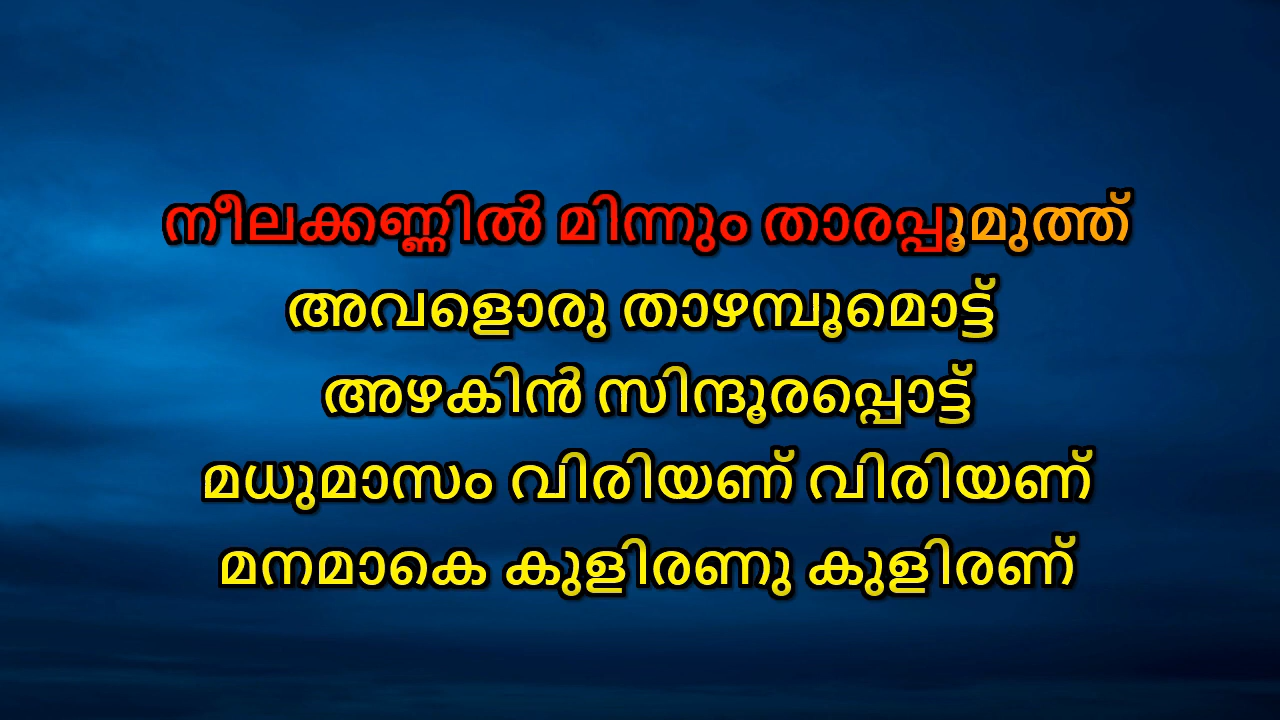 നീലക്കണ്ണിൽ മിന്നും താരപ്പൂമുത്ത്
അവളൊരു താഴമ്പൂമൊട്ട്
അഴകിൻ സിന്ദൂരപ്പൊട്ട്
മധുമാസം വിരിയണ് വിരിയണ്
മനമാകെ കുളിരണു കുളിരണ്